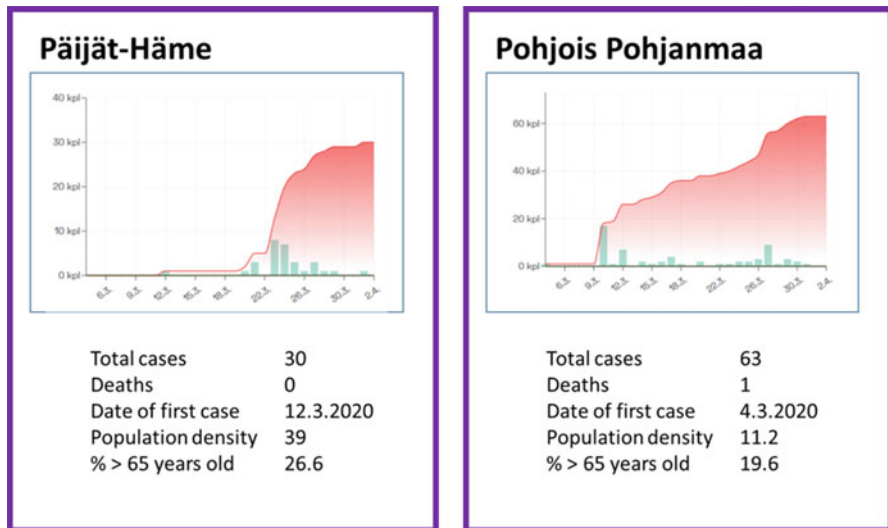 Päijät-Häme
40 kpl
30 kpl
20 kpl
10 kpl
0 kpl
6.3. 9.3. 12.3. 15.3. 18.3. 22.3. 26.3. 30.3. 2.4.
Total cases 30
Deaths 0
Date of first case 12.3.2020
Population density 39
% > 65 years old 26.6
Pohjois Pohjanmaa
60 kpl
40 kpl
20 kpl
0 kpl
6.3. 9.3. 12.3. 15.3. 18.3. 22.3. 26.3. 30.3. 2.4.
Total cases 63
Deaths 1
Date of first case 4.3.2020
Population density 11.2
% > 65 years old 19.6